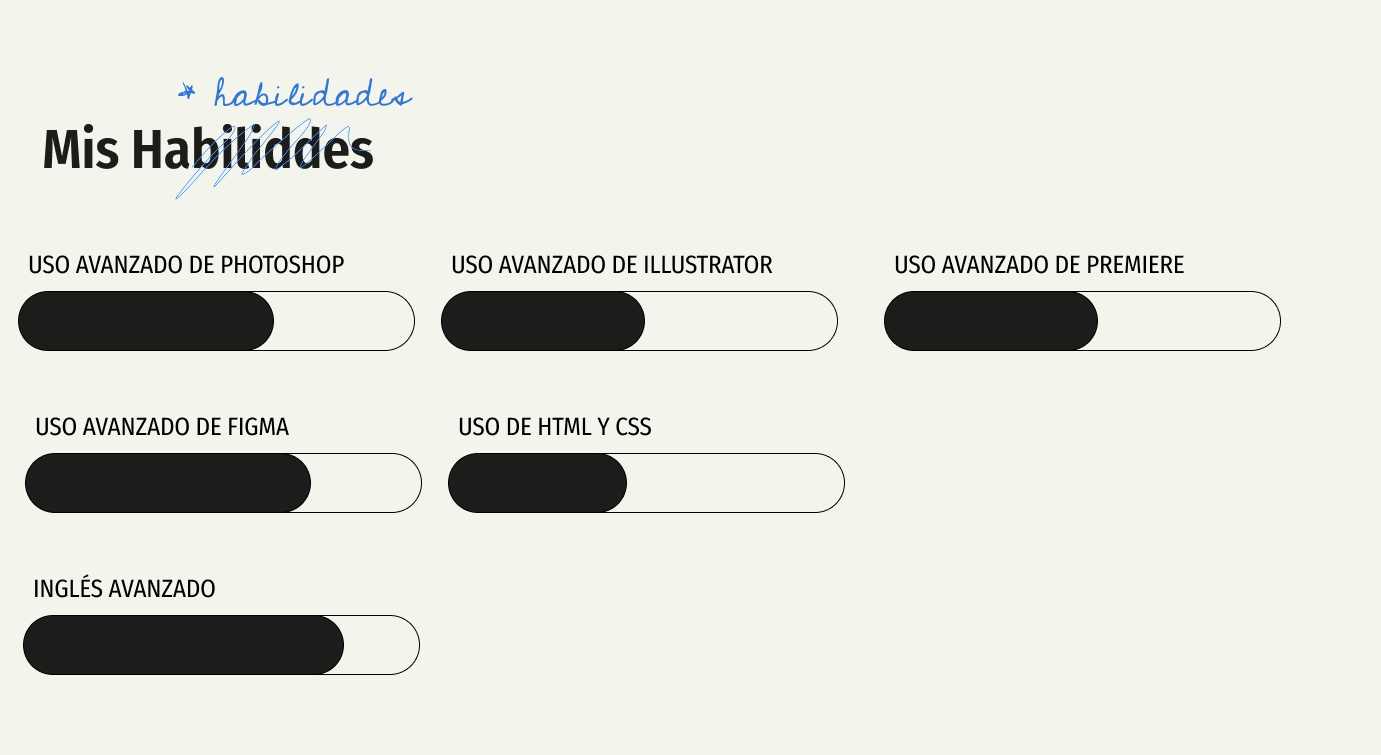 * habilidades
Mis Habiliddes
USO AVANZADO DE PHOTOSHOP
USO AVANZADO DE ILLUSTRATOR
USO AVANZADO DE PREMIERE
USO AVANZADO DE FIGMA
USO DE HTML Y CSS
INGLÉS AVANZADO